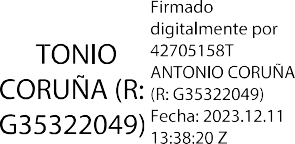 TONIO
CORUÑA (R:
G35322049)
Firmado
digitalmente por
42705158T
ANTONIO CORUÑA
(R: G35322049)
Fecha: 2023.12.11
13:38:20 Z